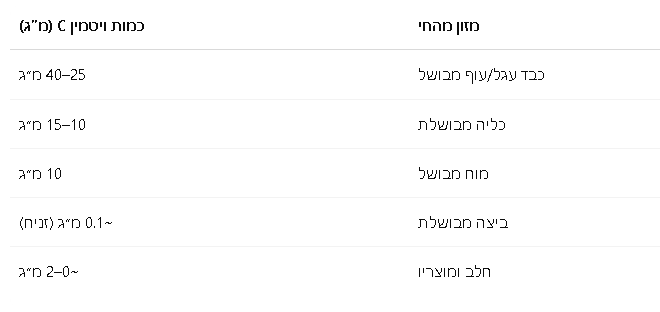 מזון מהחי	כמות ויטמין C (מ"ג)
כבד עגל/עוף מבושל	25–40 מ״ג
כליה מבושלת	10–15 מ״ג
מוח מבושל	10 מ״ג
ביצה מבושלת	~0.1 מ״ג (זניח)
חלב ומוצריו	~0–2 מ״ג